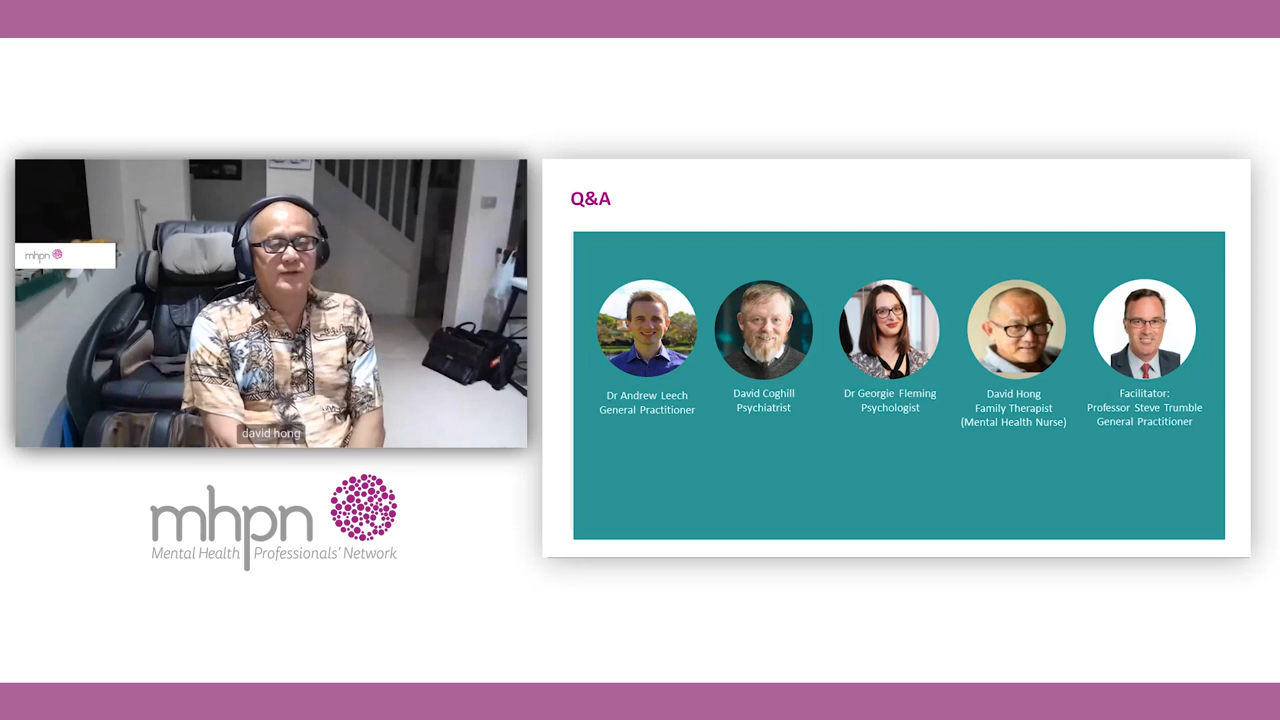 mhpn
david hong
mhpn
Mental Health Professionals' Network
Q&A
Dr Andrew Leech
General Practitioner
David Coghill
Psychiatrist
Dr Georgie Fleming
Psychologist
David Hong
Family Therapist
(Mental Health Nurse)
Facilitator:
Professor Steve Trumble
General Practitioner